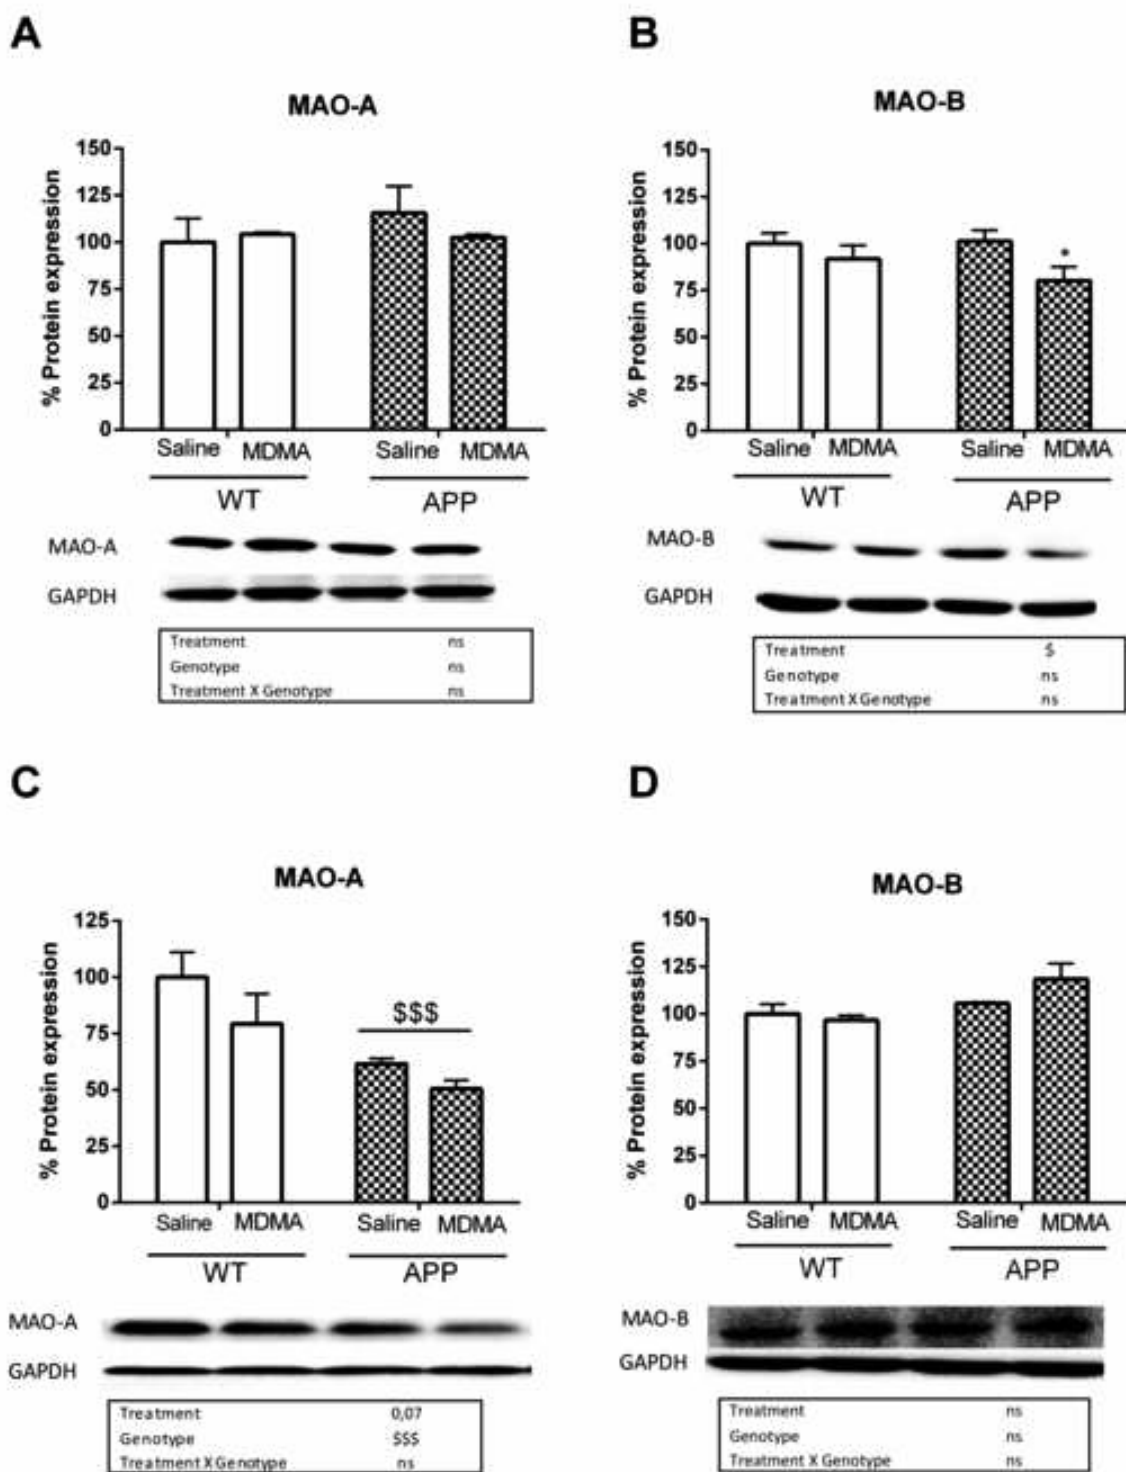 A
B
MAO-A
MAO-B
% Protein expression
150
125
100
75
50
25
0
Saline MDMA Saline MDMA
WT APP
MAO-A
GAPDH
Treatment ns
Genotype ns
Treatment X Genotype ns
% Protein expression
150
125
100
75
50
25
0
*
Saline MDMA Saline MDMA
WT APP
MAO-B
GAPDH
Treatment $
Genotype ns
Treatment X Genotype ns
C
D
MAO-A
MAO-B
% Protein expression
125
100
75
50
25
0
$$$
Saline MDMA Saline MDMA
WT APP
MAO-A
GAPDH
Treatment 0,07
Genotype $$$
Treatment X Genotype ns
% Protein expression
150
125
100
75
50
25
0
Saline MDMA Saline MDMA
WT APP
MAO-B
GAPDH
Treatment ns
Genotype ns
Treatment X Genotype ns